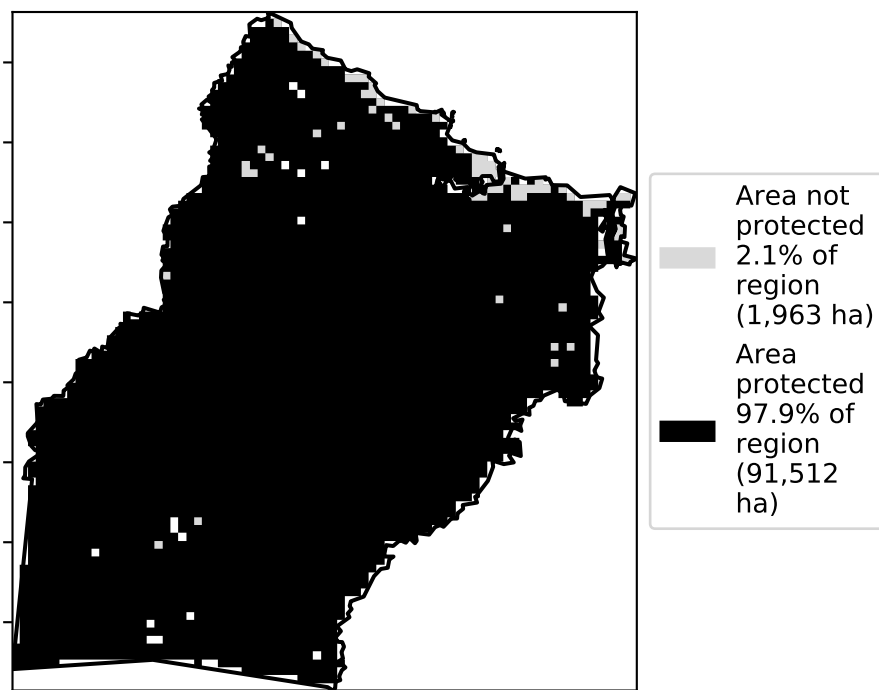 Area not
protected
2.1% of
region
(1,963 ha)
Area
protected
97.9% of
region
(91,512
ha)